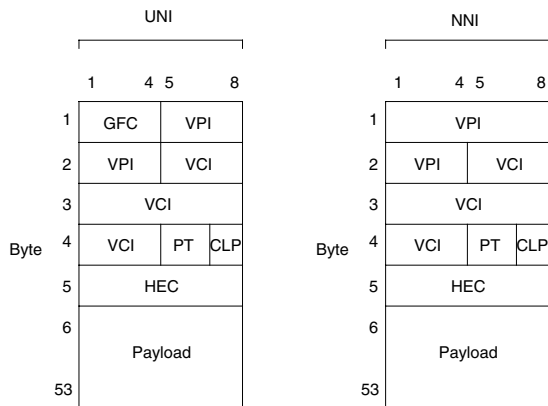 UNI NNI
1 4 5 8 1 4 5 8
1 GFC VPI 1 VPI
2 VPI VCI 2 VPI VCI
3 VCI 3 VCI
Byte 4 VCI PT CLP Byte 4 VCI PT CLP
5 HEC 5 HEC
6 6
Payload Payload
53 53